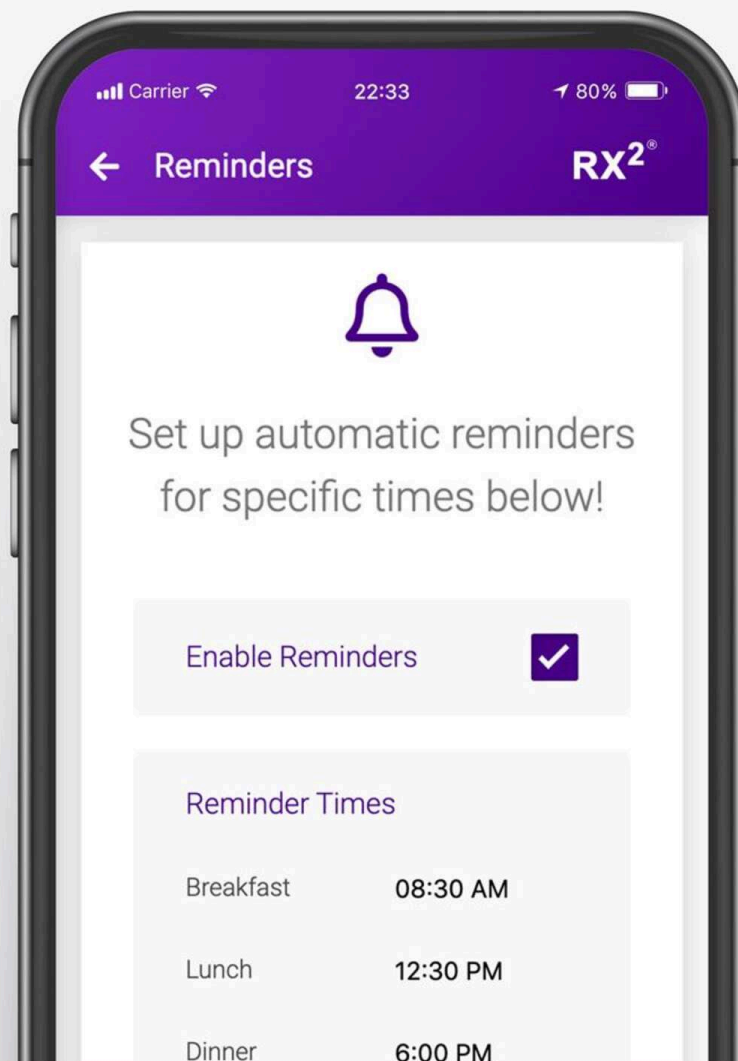 Carrier 22:33 80%
Reminders RX²®
Set up automatic reminders
for specific times below!
Enable Reminders
Reminder Times
Breakfast 08:30 AM
Lunch 12:30 PM
Dinner 6:00 PM